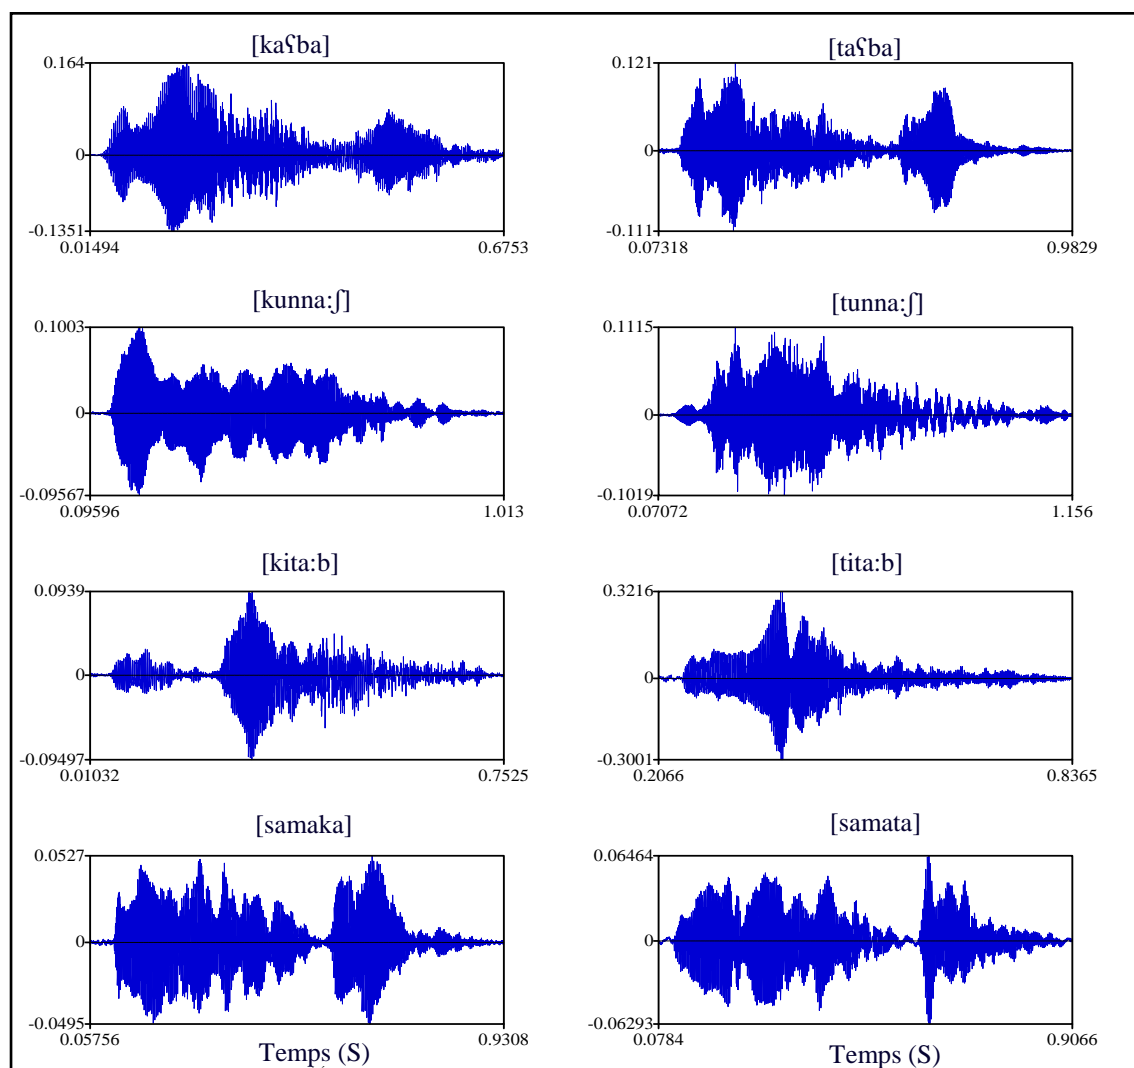 [kaʕba] [taʕba]
0.164 0.121
0 0
-0.1351 -0.111
0.01494 0.6753 0.07318 0.9829
[kunna:ʃ] [tunna:ʃ]
0.1003 0.1115
0 0
-0.09567 -0.1019
0.09596 1.013 0.07072 1.156
[kita:b] [tita:b]
0.0939 0.3216
0 0
-0.09497 -0.3001
0.01032 0.7525 0.2066 0.8365
[samaka] [samata]
0.0527 0.06464
0 0
-0.0495 -0.06293
0.05756 0.9308 0.0784 0.9066
Temps (S) Temps (S)